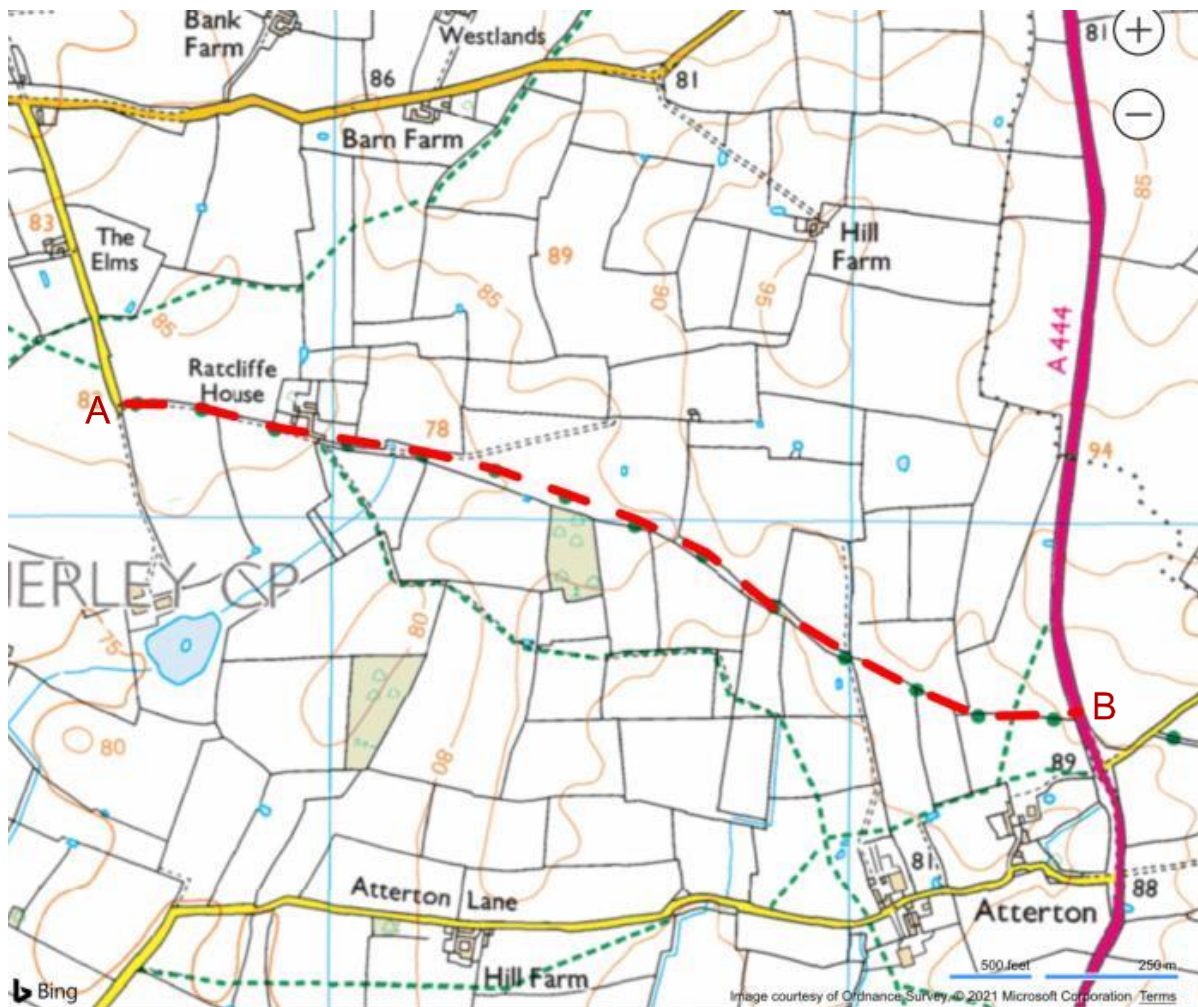 Bank
Farm
Westlands
81
86
81
Barn Farm
85
83
The
Elms
Hill
Farm
89
85
90
95
85
A 444
Ratcliffe
House
A
78
94
HERLEY CP
75
80
80
80
B
89
Atterton Lane
81
88
Atterton
Hill Farm
500 feet
250 m
Bing
Image courtesy of Ordnance Survey, © 2021 Microsoft Corporation Terms